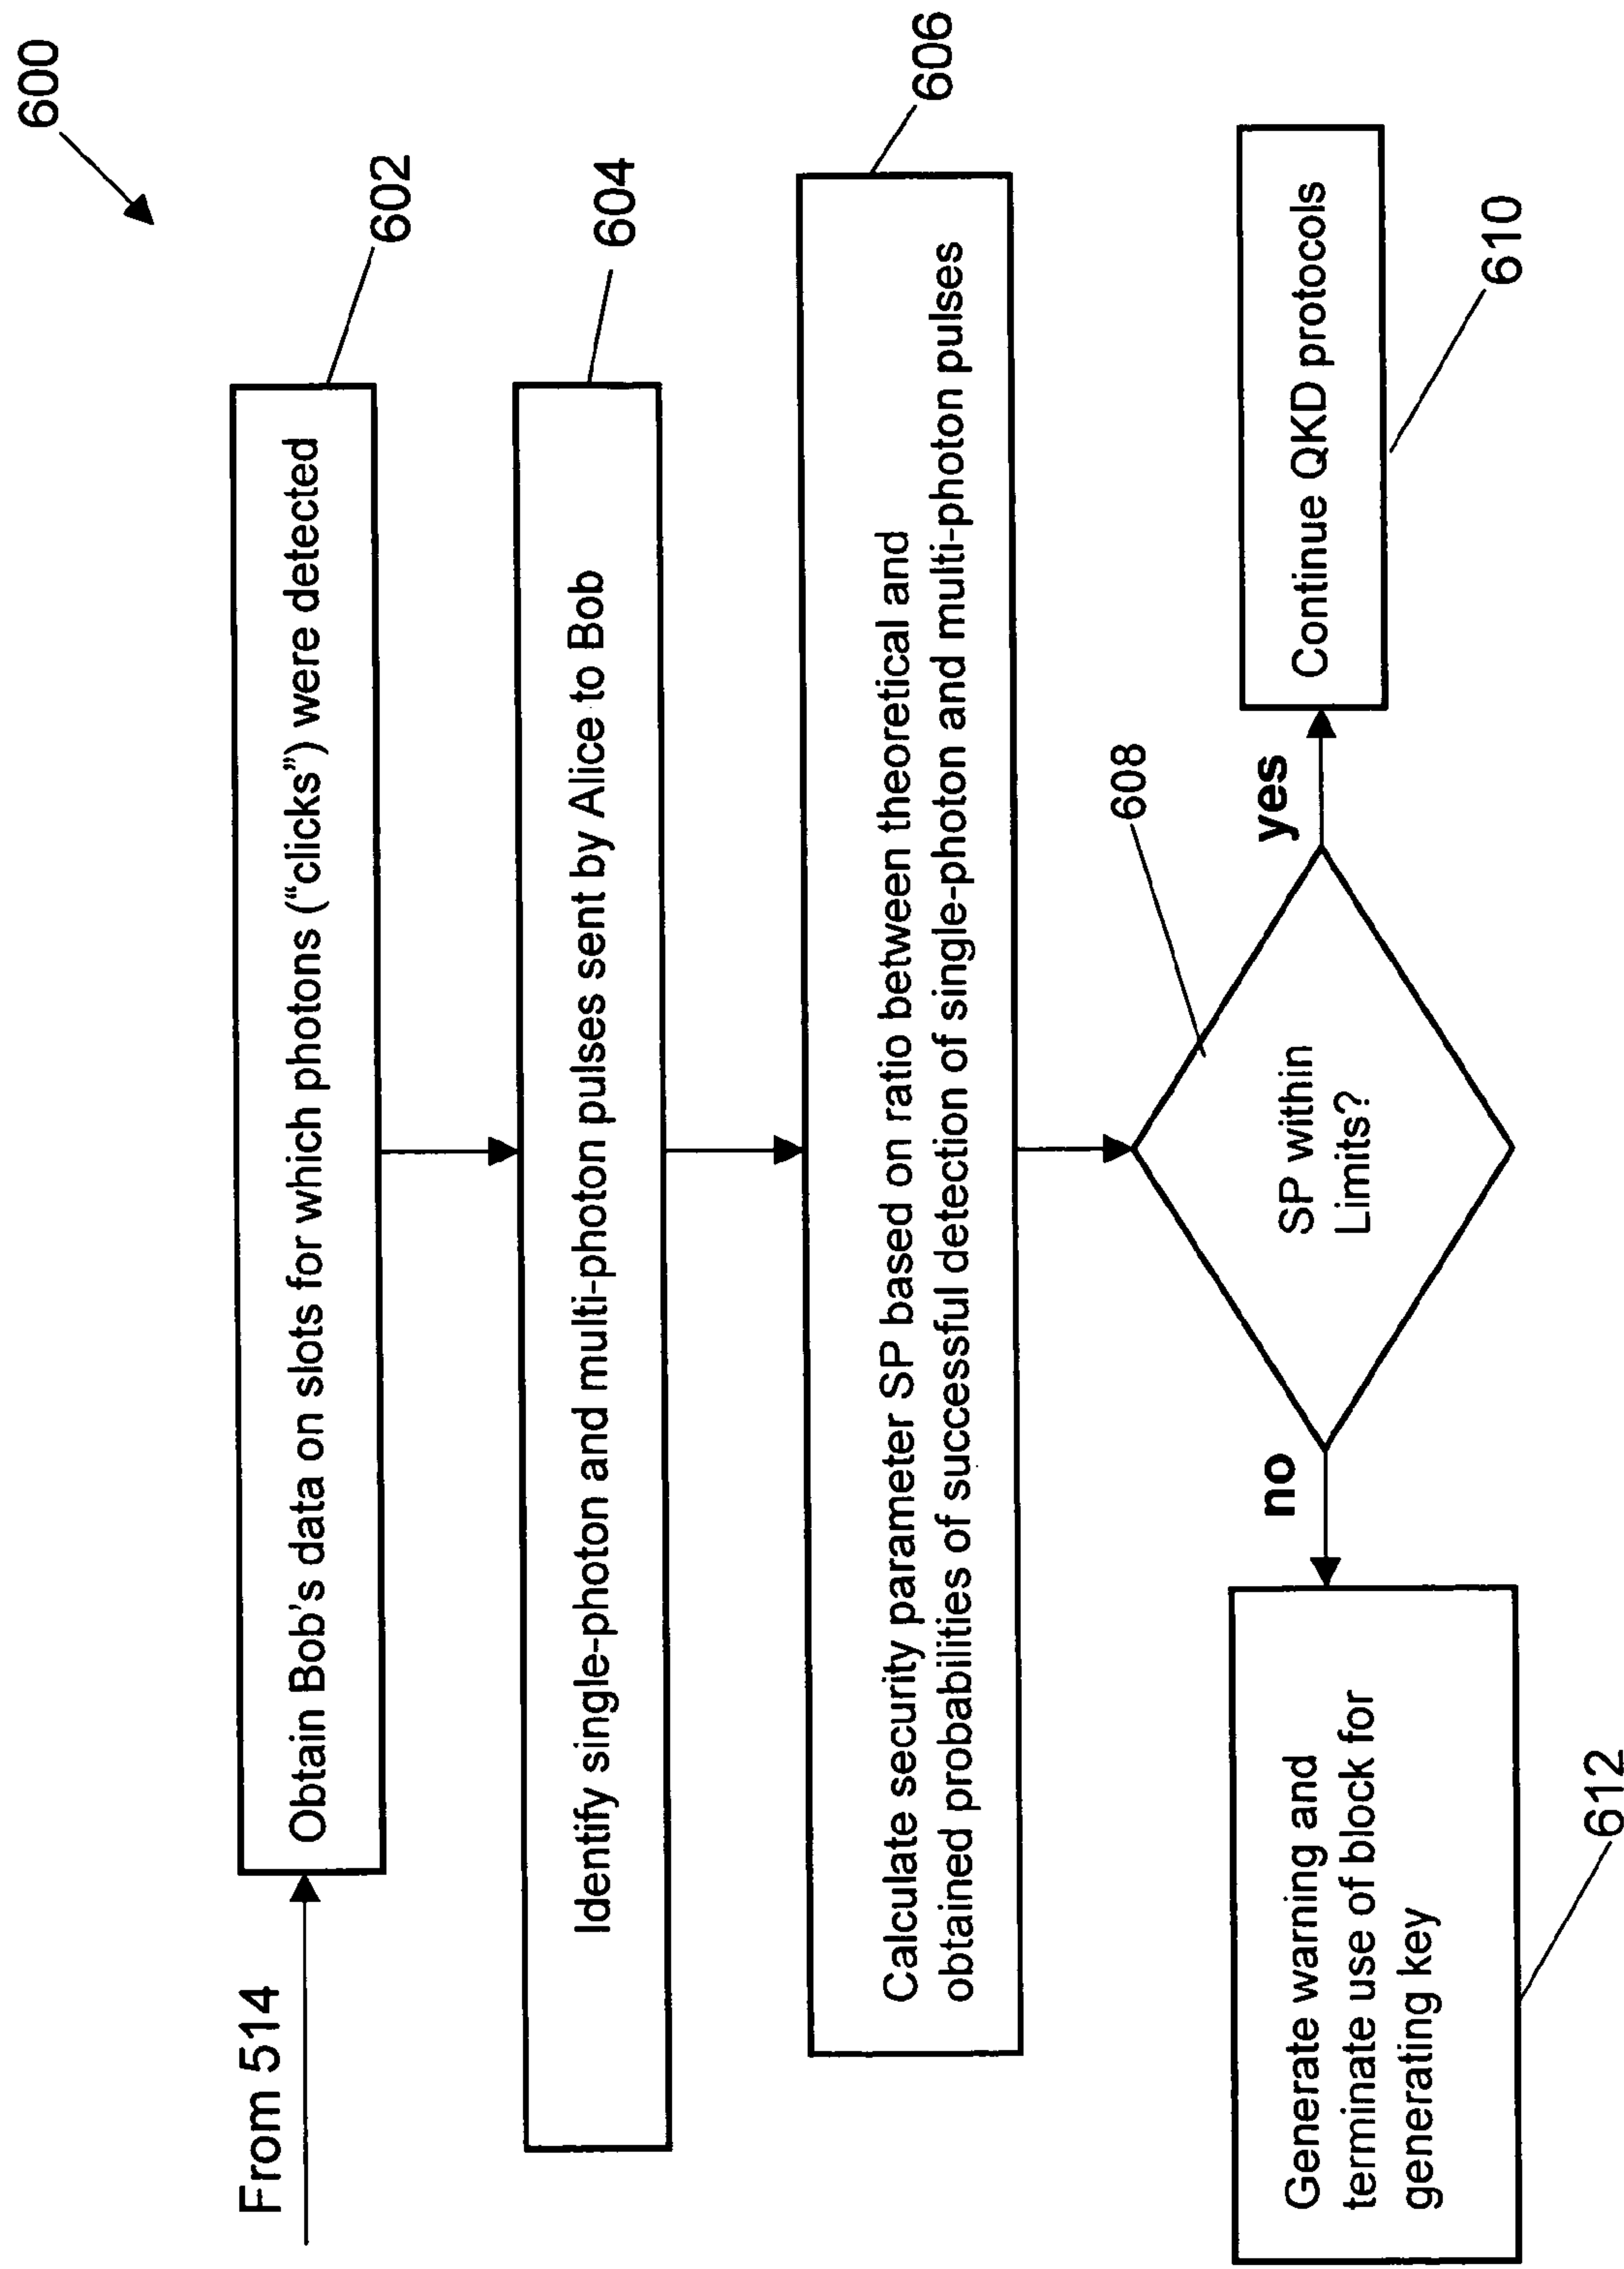 600
From 514
Obtain Bob's data on slots for which photons (“clicks”) were detected
602
Identify single-photon and multi-photon pulses sent by Alice to Bob
604
Calculate security parameter SP based on ratio between theoretical and
obtained probabilities of successful detection of single-photon and multi-photon pulses
606
608
SP within
Limits?
no
yes
Generate warning and
terminate use of block for
generating key
612
Continue QKD protocols
610